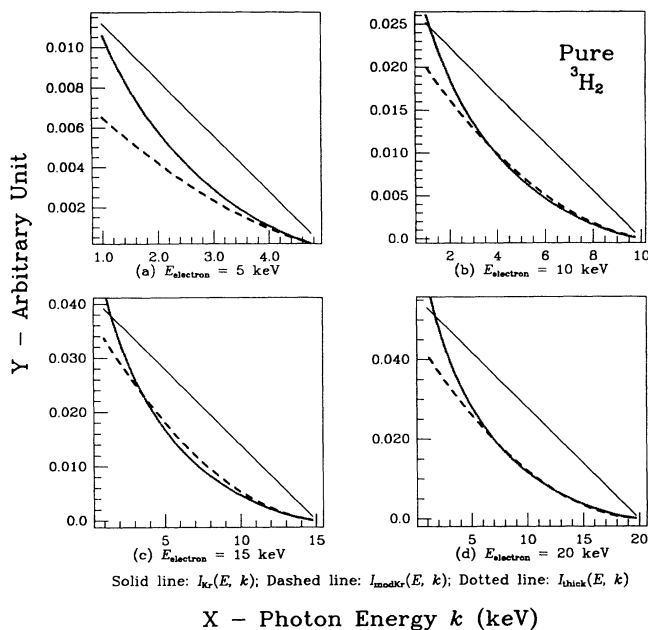 0.010
0.008
0.006
0.004
0.002
1.0 2.0 3.0 4.0
(a) E_electron = 5 keV
0.025
0.020
0.015
0.010
0.005
0.0
2 4 6 8 10
(b) E_electron = 10 keV
Pure
³H₂
Y – Arbitrary Unit
0.040
0.030
0.020
0.010
0.0
5 10 15
(c) E_electron = 15 keV
0.040
0.020
0.0
5 10 15 20
(d) E_electron = 20 keV
Solid line: I_Kr(E, k); Dashed line: I_modKr(E, k); Dotted line: I_thick(E, k)
X – Photon Energy k (keV)